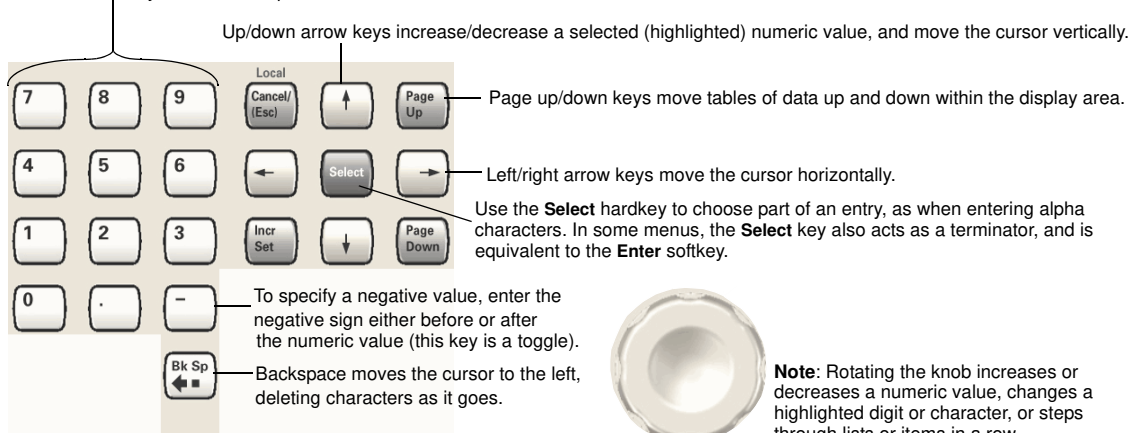 Up/down arrow keys increase/decrease a selected (highlighted) numeric value, and move the cursor vertically.
Local
7 8 9 Cancel/ (Esc) ↑ Page Up
Page up/down keys move tables of data up and down within the display area.
4 5 6 ← Select →
Left/right arrow keys move the cursor horizontally.
Use the Select hardkey to choose part of an entry, as when entering alpha
characters. In some menus, the Select key also acts as a terminator, and is
equivalent to the Enter softkey.
1 2 3 Incr Set ↓ Page Down
0 . −
To specify a negative value, enter the
negative sign either before or after
the numeric value (this key is a toggle).
Bk Sp
Backspace moves the cursor to the left,
deleting characters as it goes.
Note: Rotating the knob increases or
decreases a numeric value, changes a
highlighted digit or character, or steps
through lists or items in a row.